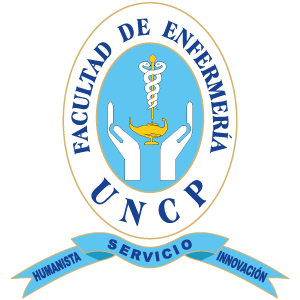 FACULTAD DE ENFERMERÍA
UNCP
HUMANISTA
SERVICIO
INNOVACIÓN